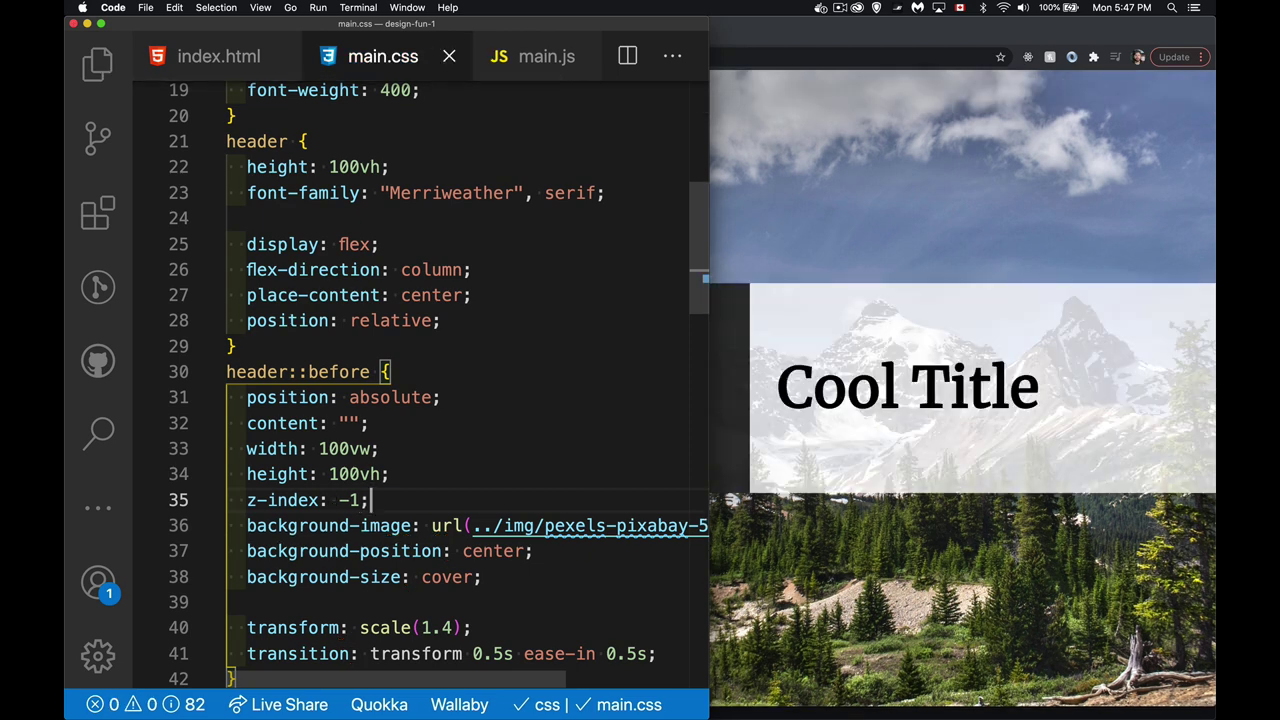 Code File Edit Selection View Go Run Terminal Window Help 100% Mon 5:47 PM
main.css — design-fun-1
index.html main.css JS main.js
Update
19 font-weight: 400;
20 }
21 header {
22 height: 100vh;
23 font-family: "Merriweather", serif;
24
25 display: flex;
26 flex-direction: column;
27 place-content: center;
28 position: relative;
29 }
30 header::before {
31 position: absolute;
32 content: "";
33 width: 100vw;
34 height: 100vh;
35 z-index: -1;
36 background-image: url(../img/pexels-pixabay-5
37 background-position: center;
38 background-size: cover;
39
40 transform: scale(1.4);
41 transition: transform 0.5s ease-in 0.5s;
42 }
Cool Title
1
0 0 82 Live Share Quokka Wallaby css | main.css